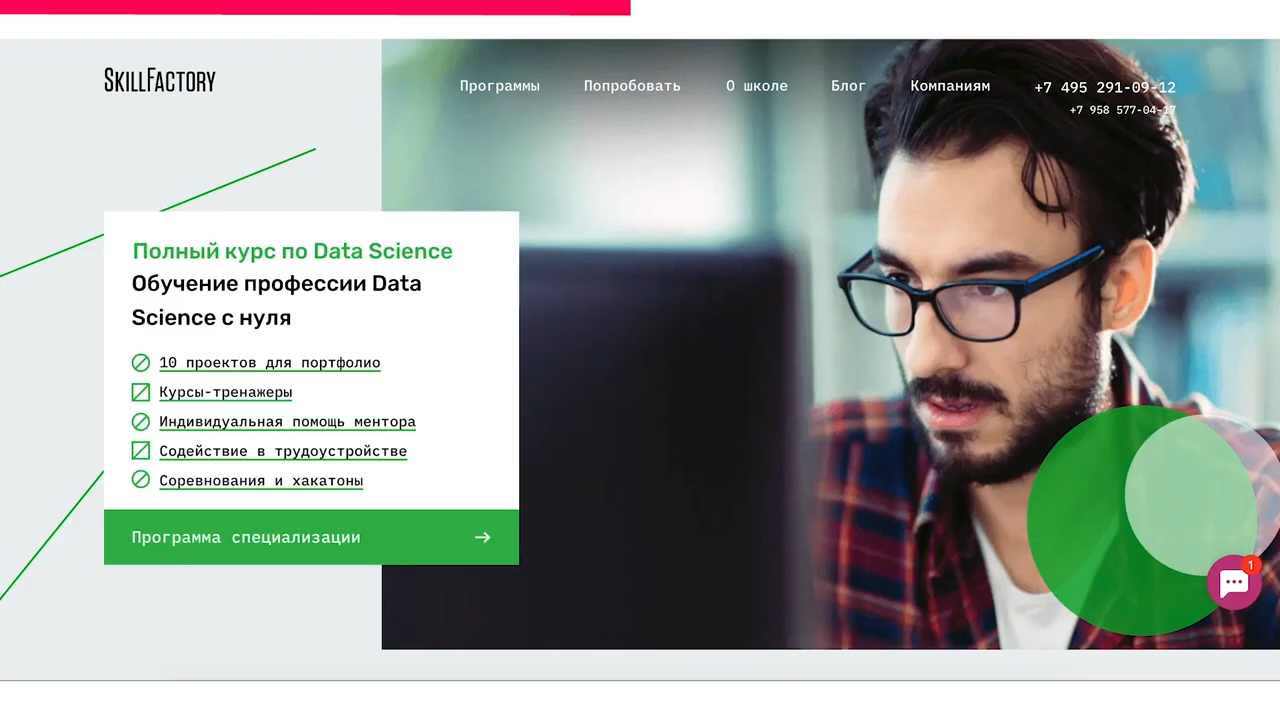 SKILLFACTORY
Программы Попробовать О школе Блог Компаниям +7 495 291-09-12
+7 958 577-04-17
Полный курс по Data Science
Обучение профессии Data
Science с нуля
10 проектов для портфолио
Курсы-тренажеры
Индивидуальная помощь ментора
Содействие в трудоустройстве
Соревнования и хакатоны
Программа специализации
1